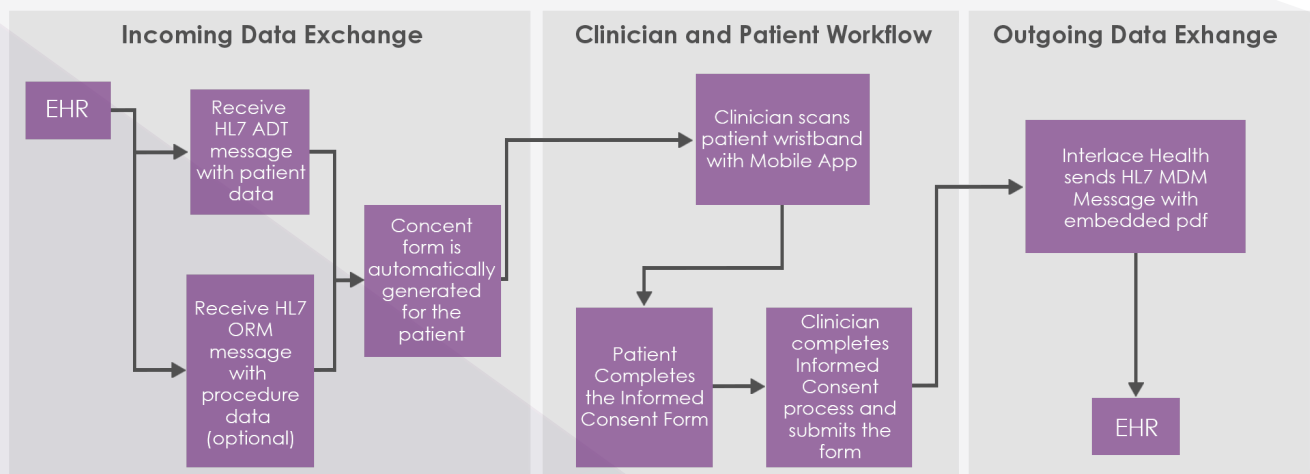 Incoming Data Exchange
EHR
Receive
HL7 ADT
message
with patient
data
Receive HL7
ORM
message
with
procedure
data
(optional)
Concent
form is
automatically
generated
for the
patient
Clinician and Patient Workflow
Clinician scans
patient wristband
with Mobile App
Patient
Completes
the Informed
Consent Form
Clinician
completes
Informed
Consent
process and
submits the
form
Outgoing Data Exhange
Interlace Health
sends HL7 MDM
Message with
embedded pdf
EHR